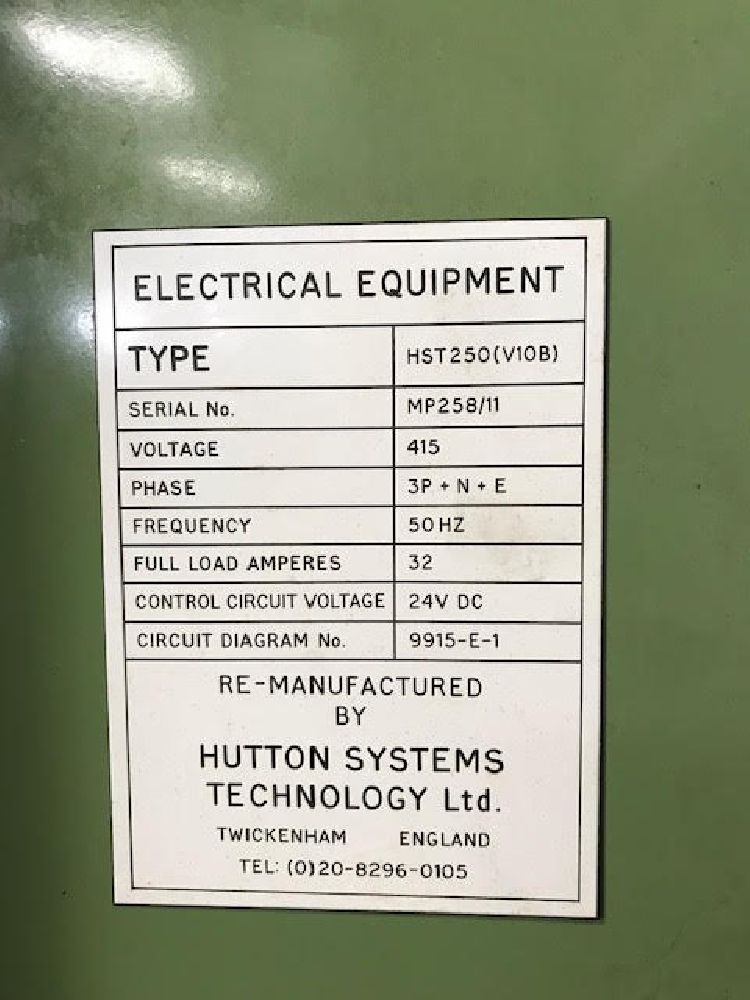 ELECTRICAL EQUIPMENT
TYPE HST250(V10B)
SERIAL No. MP258/11
VOLTAGE 415
PHASE 3P + N + E
FREQUENCY 50HZ
FULL LOAD AMPERES 32
CONTROL CIRCUIT VOLTAGE 24V DC
CIRCUIT DIAGRAM No. 9915-E-1
RE-MANUFACTURED
BY
HUTTON SYSTEMS
TECHNOLOGY Ltd.
TWICKENHAM ENGLAND
TEL: (0)20-8296-0105